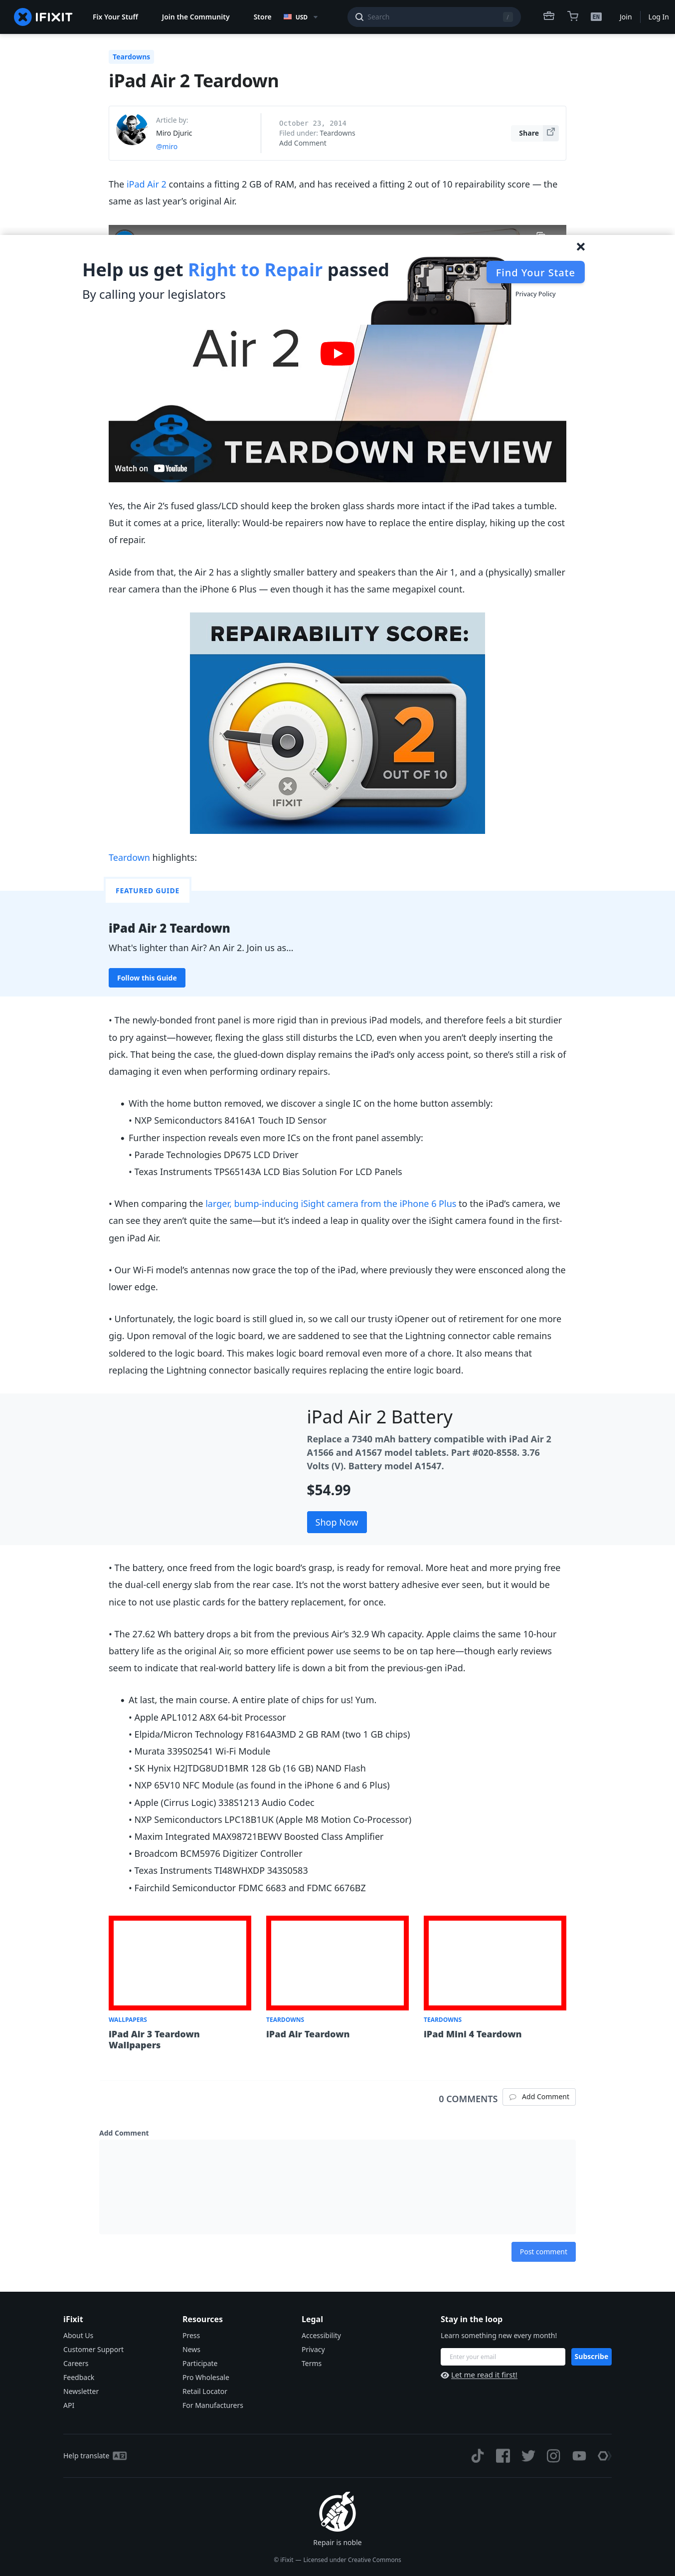 IFIXIT
Fix Your Stuff
Join the Community
Store
USD
Search
/
EN
Join
Log In
Teardowns
iPad Air 2 Teardown
Article by:
Miro Djuric
@miro
October 23, 2014
Filed under: Teardowns
Add Comment
Share
The iPad Air 2 contains a fitting 2 GB of RAM, and has received a fitting 2 out of 10 repairability score — the
same as last year’s original Air.
Help us get Right to Repair passed
By calling your legislators
Find Your State
Privacy Policy
Air 2
TEARDOWN REVIEW
Watch on YouTube
Yes, the Air 2’s fused glass/LCD should keep the broken glass shards more intact if the iPad takes a tumble.
But it comes at a price, literally: Would-be repairers now have to replace the entire display, hiking up the cost
of repair.
Aside from that, the Air 2 has a slightly smaller battery and speakers than the Air 1, and a (physically) smaller
rear camera than the iPhone 6 Plus — even though it has the same megapixel count.
REPAIRABILITY SCORE:
2
OUT OF 10
IFIXIT
Teardown highlights:
FEATURED GUIDE
iPad Air 2 Teardown
What's lighter than Air? An Air 2. Join us as...
Follow this Guide
• The newly-bonded front panel is more rigid than in previous iPad models, and therefore feels a bit sturdier
to pry against—however, flexing the glass still disturbs the LCD, even when you aren’t deeply inserting the
pick. That being the case, the glued-down display remains the iPad’s only access point, so there’s still a risk of
damaging it even when performing ordinary repairs.
• With the home button removed, we discover a single IC on the home button assembly:
• NXP Semiconductors 8416A1 Touch ID Sensor
• Further inspection reveals even more ICs on the front panel assembly:
• Parade Technologies DP675 LCD Driver
• Texas Instruments TPS65143A LCD Bias Solution For LCD Panels
• When comparing the larger, bump-inducing iSight camera from the iPhone 6 Plus to the iPad’s camera, we
can see they aren’t quite the same—but it’s indeed a leap in quality over the iSight camera found in the first-
gen iPad Air.
• Our Wi-Fi model’s antennas now grace the top of the iPad, where previously they were ensconced along the
lower edge.
• Unfortunately, the logic board is still glued in, so we call our trusty iOpener out of retirement for one more
gig. Upon removal of the logic board, we are saddened to see that the Lightning connector cable remains
soldered to the logic board. This makes logic board removal even more of a chore. It also means that
replacing the Lightning connector basically requires replacing the entire logic board.
iPad Air 2 Battery
Replace a 7340 mAh battery compatible with iPad Air 2
A1566 and A1567 model tablets. Part #020-8558. 3.76
Volts (V). Battery model A1547.
$54.99
Shop Now
• The battery, once freed from the logic board’s grasp, is ready for removal. More heat and more prying free
the dual-cell energy slab from the rear case. It’s not the worst battery adhesive ever seen, but it would be
nice to not use plastic cards for the battery replacement, for once.
• The 27.62 Wh battery drops a bit from the previous Air’s 32.9 Wh capacity. Apple claims the same 10-hour
battery life as the original Air, so more efficient power use seems to be on tap here—though early reviews
seem to indicate that real-world battery life is down a bit from the previous-gen iPad.
• At last, the main course. A entire plate of chips for us! Yum.
• Apple APL1012 A8X 64-bit Processor
• Elpida/Micron Technology F8164A3MD 2 GB RAM (two 1 GB chips)
• Murata 339S02541 Wi-Fi Module
• SK Hynix H2JTDG8UD1BMR 128 Gb (16 GB) NAND Flash
• NXP 65V10 NFC Module (as found in the iPhone 6 and 6 Plus)
• Apple (Cirrus Logic) 338S1213 Audio Codec
• NXP Semiconductors LPC18B1UK (Apple M8 Motion Co-Processor)
• Maxim Integrated MAX98721BEWV Boosted Class Amplifier
• Broadcom BCM5976 Digitizer Controller
• Texas Instruments TI48WHXDP 343S0583
• Fairchild Semiconductor FDMC 6683 and FDMC 6676BZ
WALLPAPERS
iPad Air 3 Teardown
Wallpapers
TEARDOWNS
iPad Air Teardown
TEARDOWNS
iPad Mini 4 Teardown
0 COMMENTS
Add Comment
Add Comment
Post comment
iFixit
About Us
Customer Support
Careers
Feedback
Newsletter
API
Resources
Press
News
Participate
Pro Wholesale
Retail Locator
For Manufacturers
Legal
Accessibility
Privacy
Terms
Stay in the loop
Learn something new every month!
Enter your email
Subscribe
Let me read it first!
Help translate
Repair is noble
© iFixit — Licensed under Creative Commons